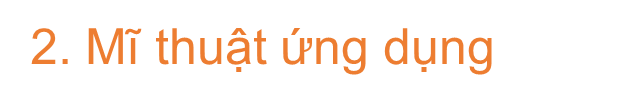 2. Mĩ thuật ứng dụng